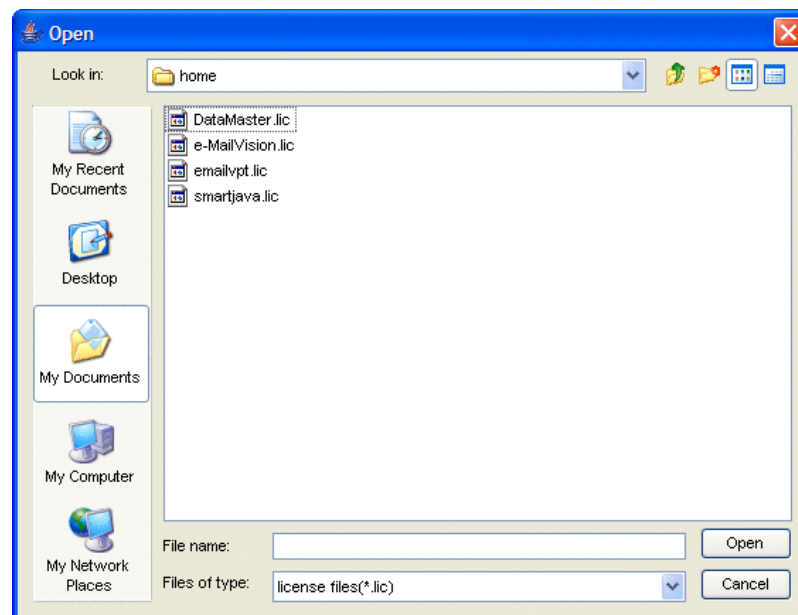 Open
Look in:
home
My Recent
Documents
Desktop
My Documents
My Computer
My Network
Places
DataMaster.lic
e-MailVision.lic
emailvpt.lic
smartjava.lic
File name:
Open
Files of type:
license files(*.lic)
Cancel